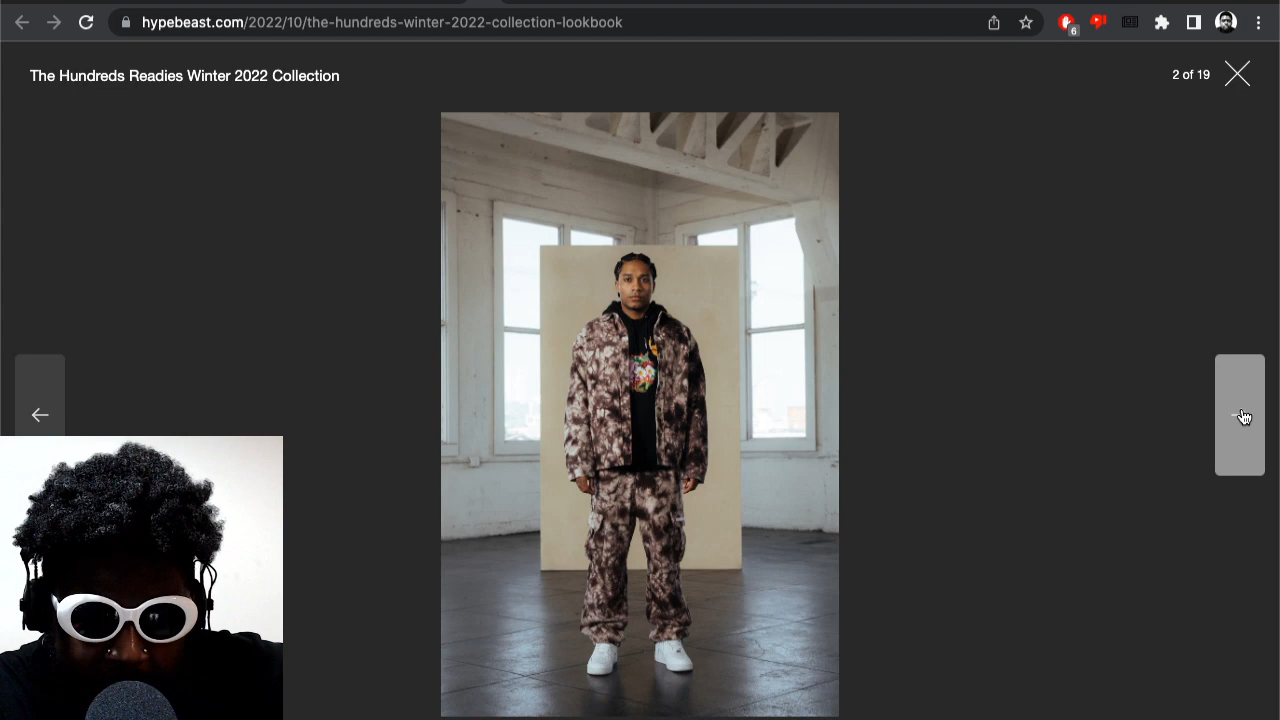 hypebeast.com/2022/10/the-hundreds-winter-2022-collection-lookbook
6
The Hundreds Readies Winter 2022 Collection
2 of 19